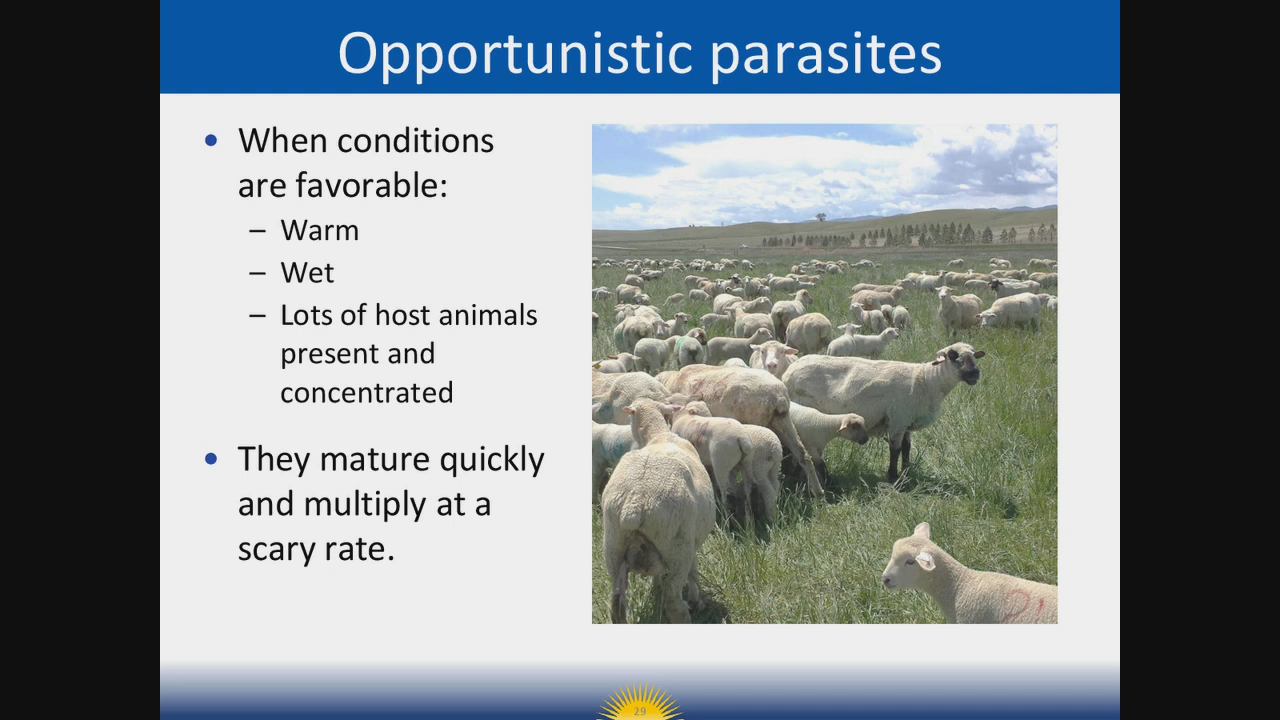 Opportunistic parasites
• When conditions
are favorable:
– Warm
– Wet
– Lots of host animals
present and
concentrated
• They mature quickly
and multiply at a
scary rate.
29